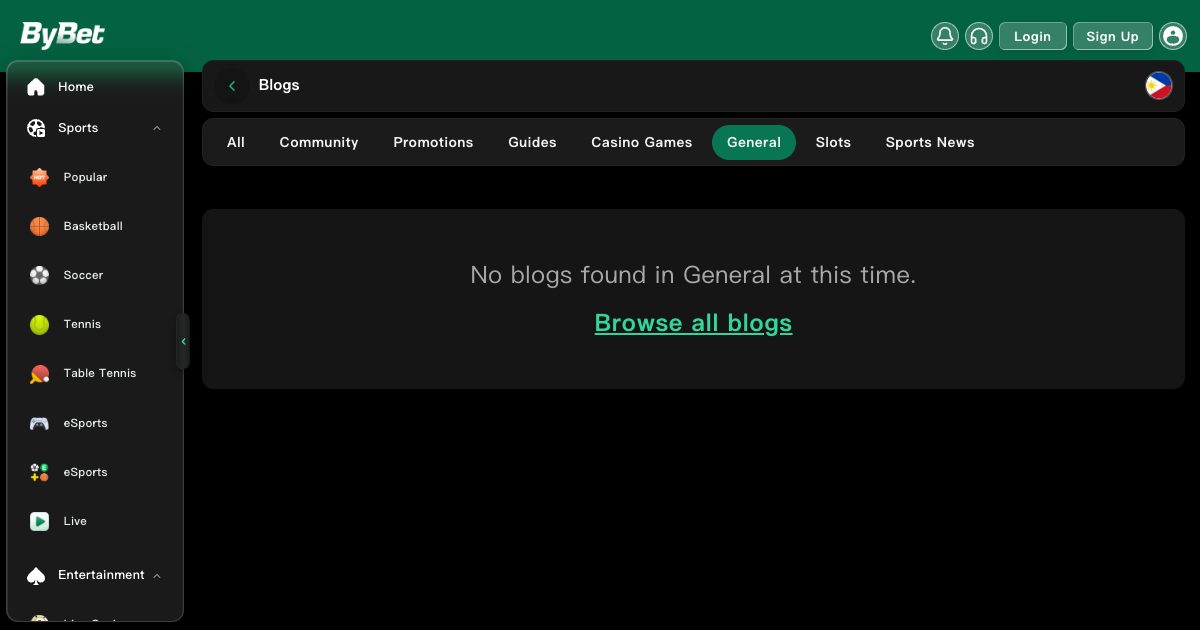 ByBet
Login
Sign Up
Home
Sports
HOT
Popular
Basketball
Soccer
Tennis
Table Tennis
eSports
eSports
Live
Entertainment
Blogs
All
Community
Promotions
Guides
Casino Games
General
Slots
Sports News
No blogs found in General at this time.
Browse all blogs